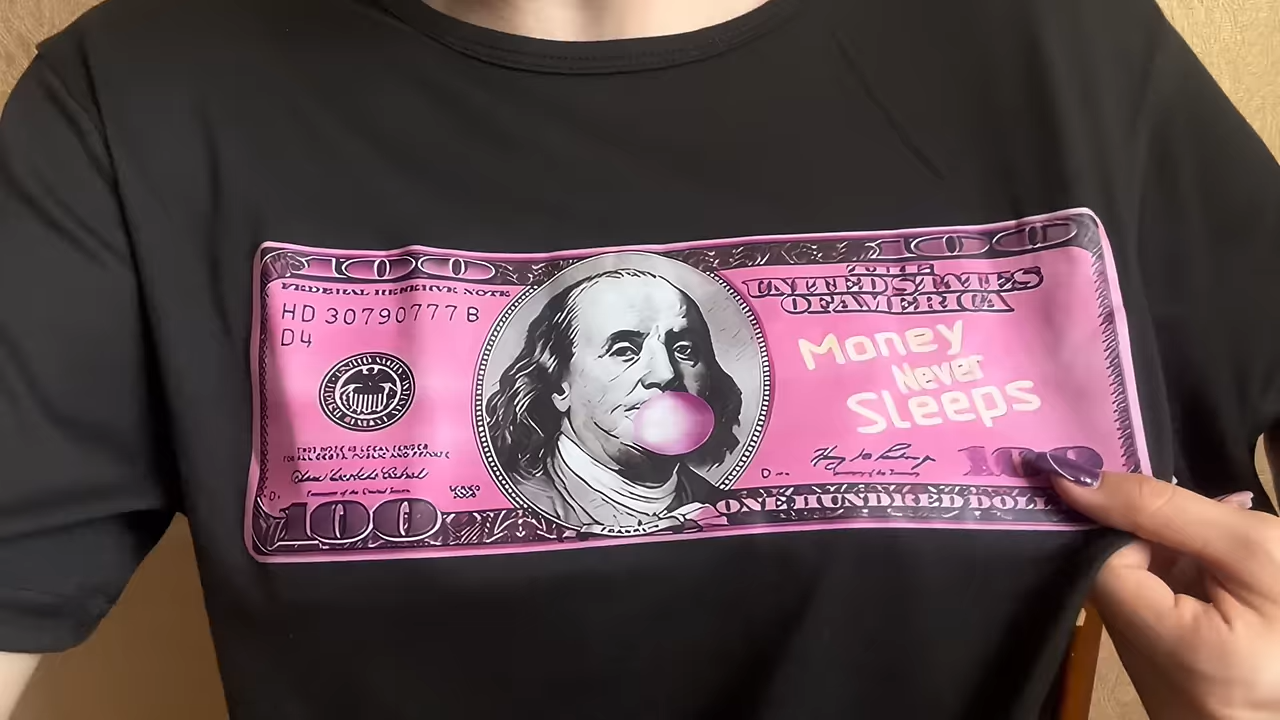 100
100
FEDERAL RESERVE NOTE
HD 30790777 B
D4
THE
UNITED STATES
OF AMERICA
Money
Never
Sleeps
100
100
ONE HUNDRED DOLL